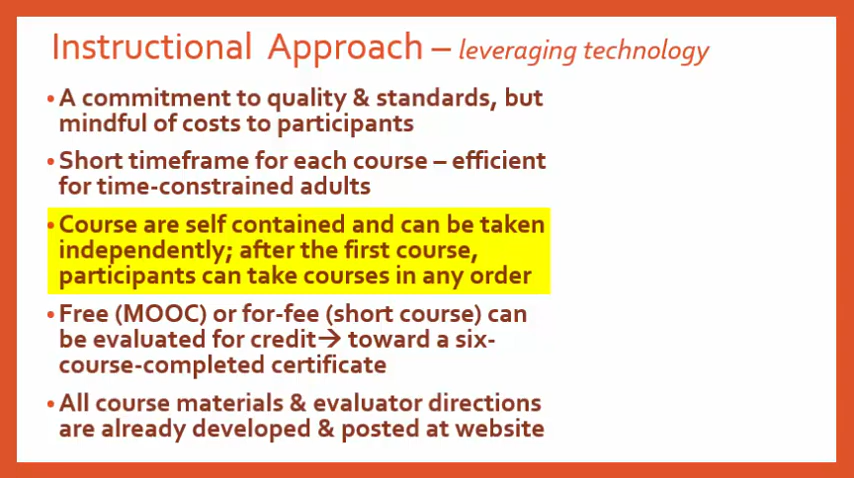 Instructional Approach – leveraging technology
• A commitment to quality & standards, but
mindful of costs to participants
• Short timeframe for each course – efficient
for time-constrained adults
• Course are self contained and can be taken
independently; after the first course,
participants can take courses in any order
• Free (MOOC) or for-fee (short course) can
be evaluated for credit→ toward a six-
course-completed certificate
• All course materials & evaluator directions
are already developed & posted at website